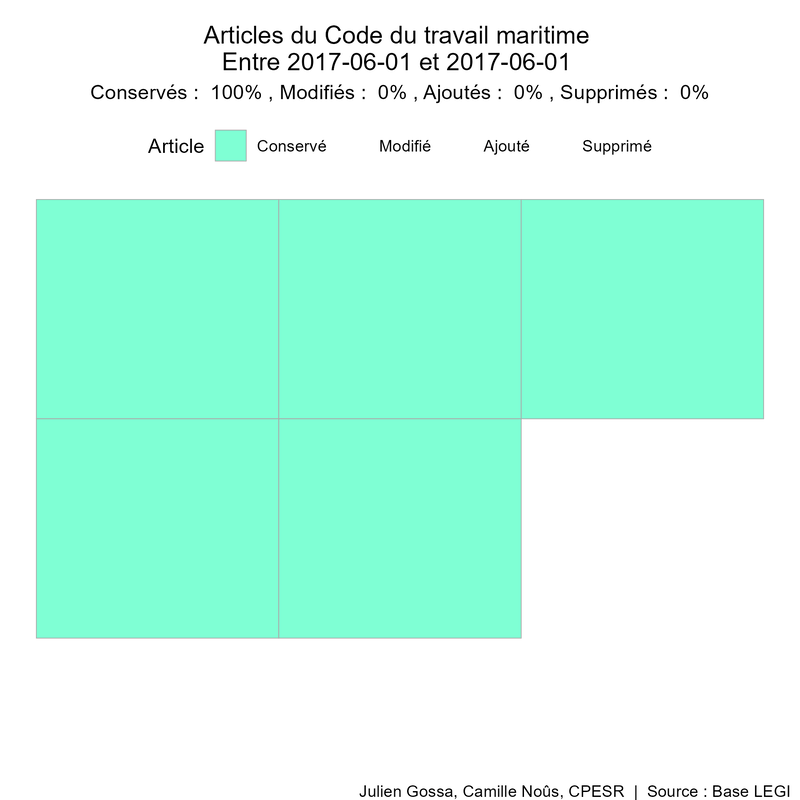 Articles du Code du travail maritime
Entre 2017-06-01 et 2017-06-01
Conservés :  100% , Modifiés :  0% , Ajoutés :  0% , Supprimés :  0%
Article Conservé Modifié Ajouté Supprimé
Julien Gossa, Camille Noûs, CPESR  |  Source : Base LEGI